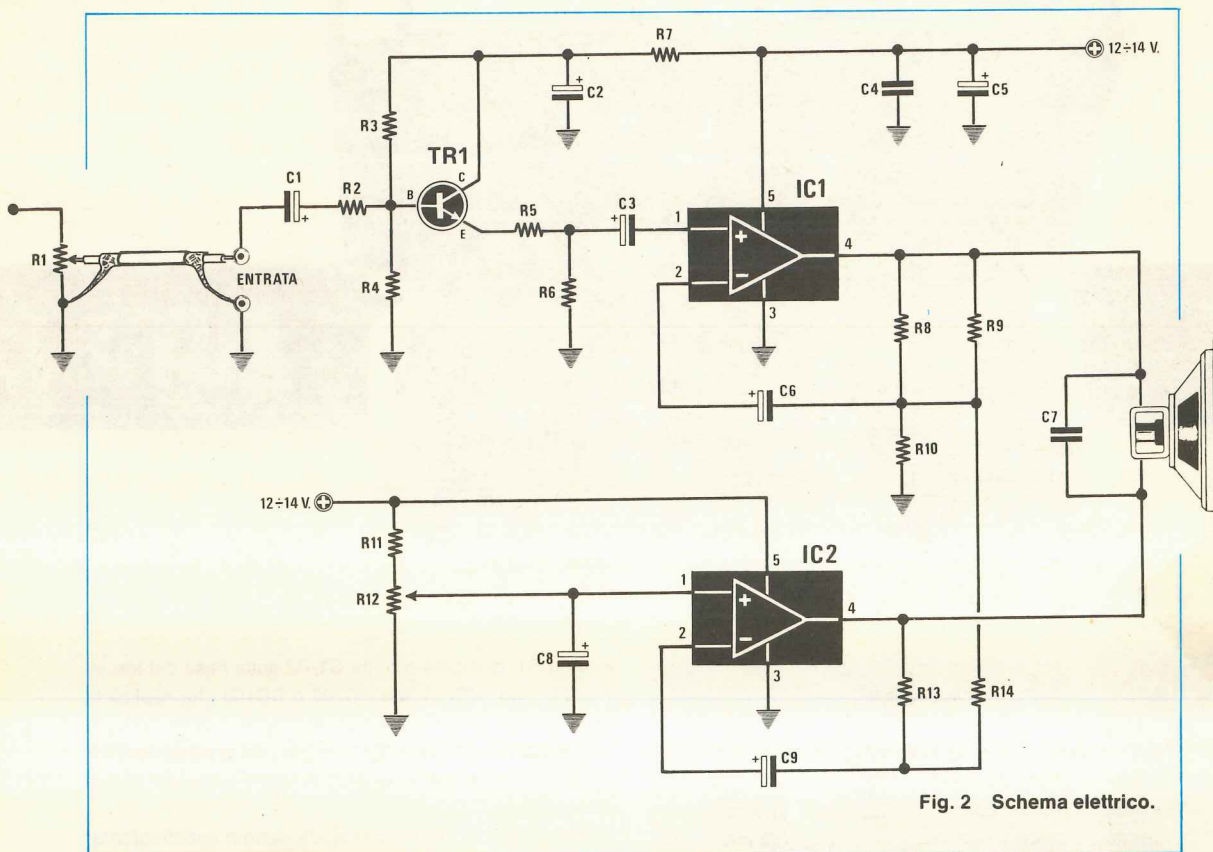 R7
12÷14 V.
C2
C4
C5
R3
TR1
C
B
E
C1
R2
R5
C3
IC1
1
5
+
4
R1
ENTRATA
R4
R6
2
−
3
R8
R9
C6
R10
C7
12÷14 V.
R11
IC2
5
R12
1
+
4
2
−
3
C8
R13
R14
C9
Fig. 2 Schema elettrico.